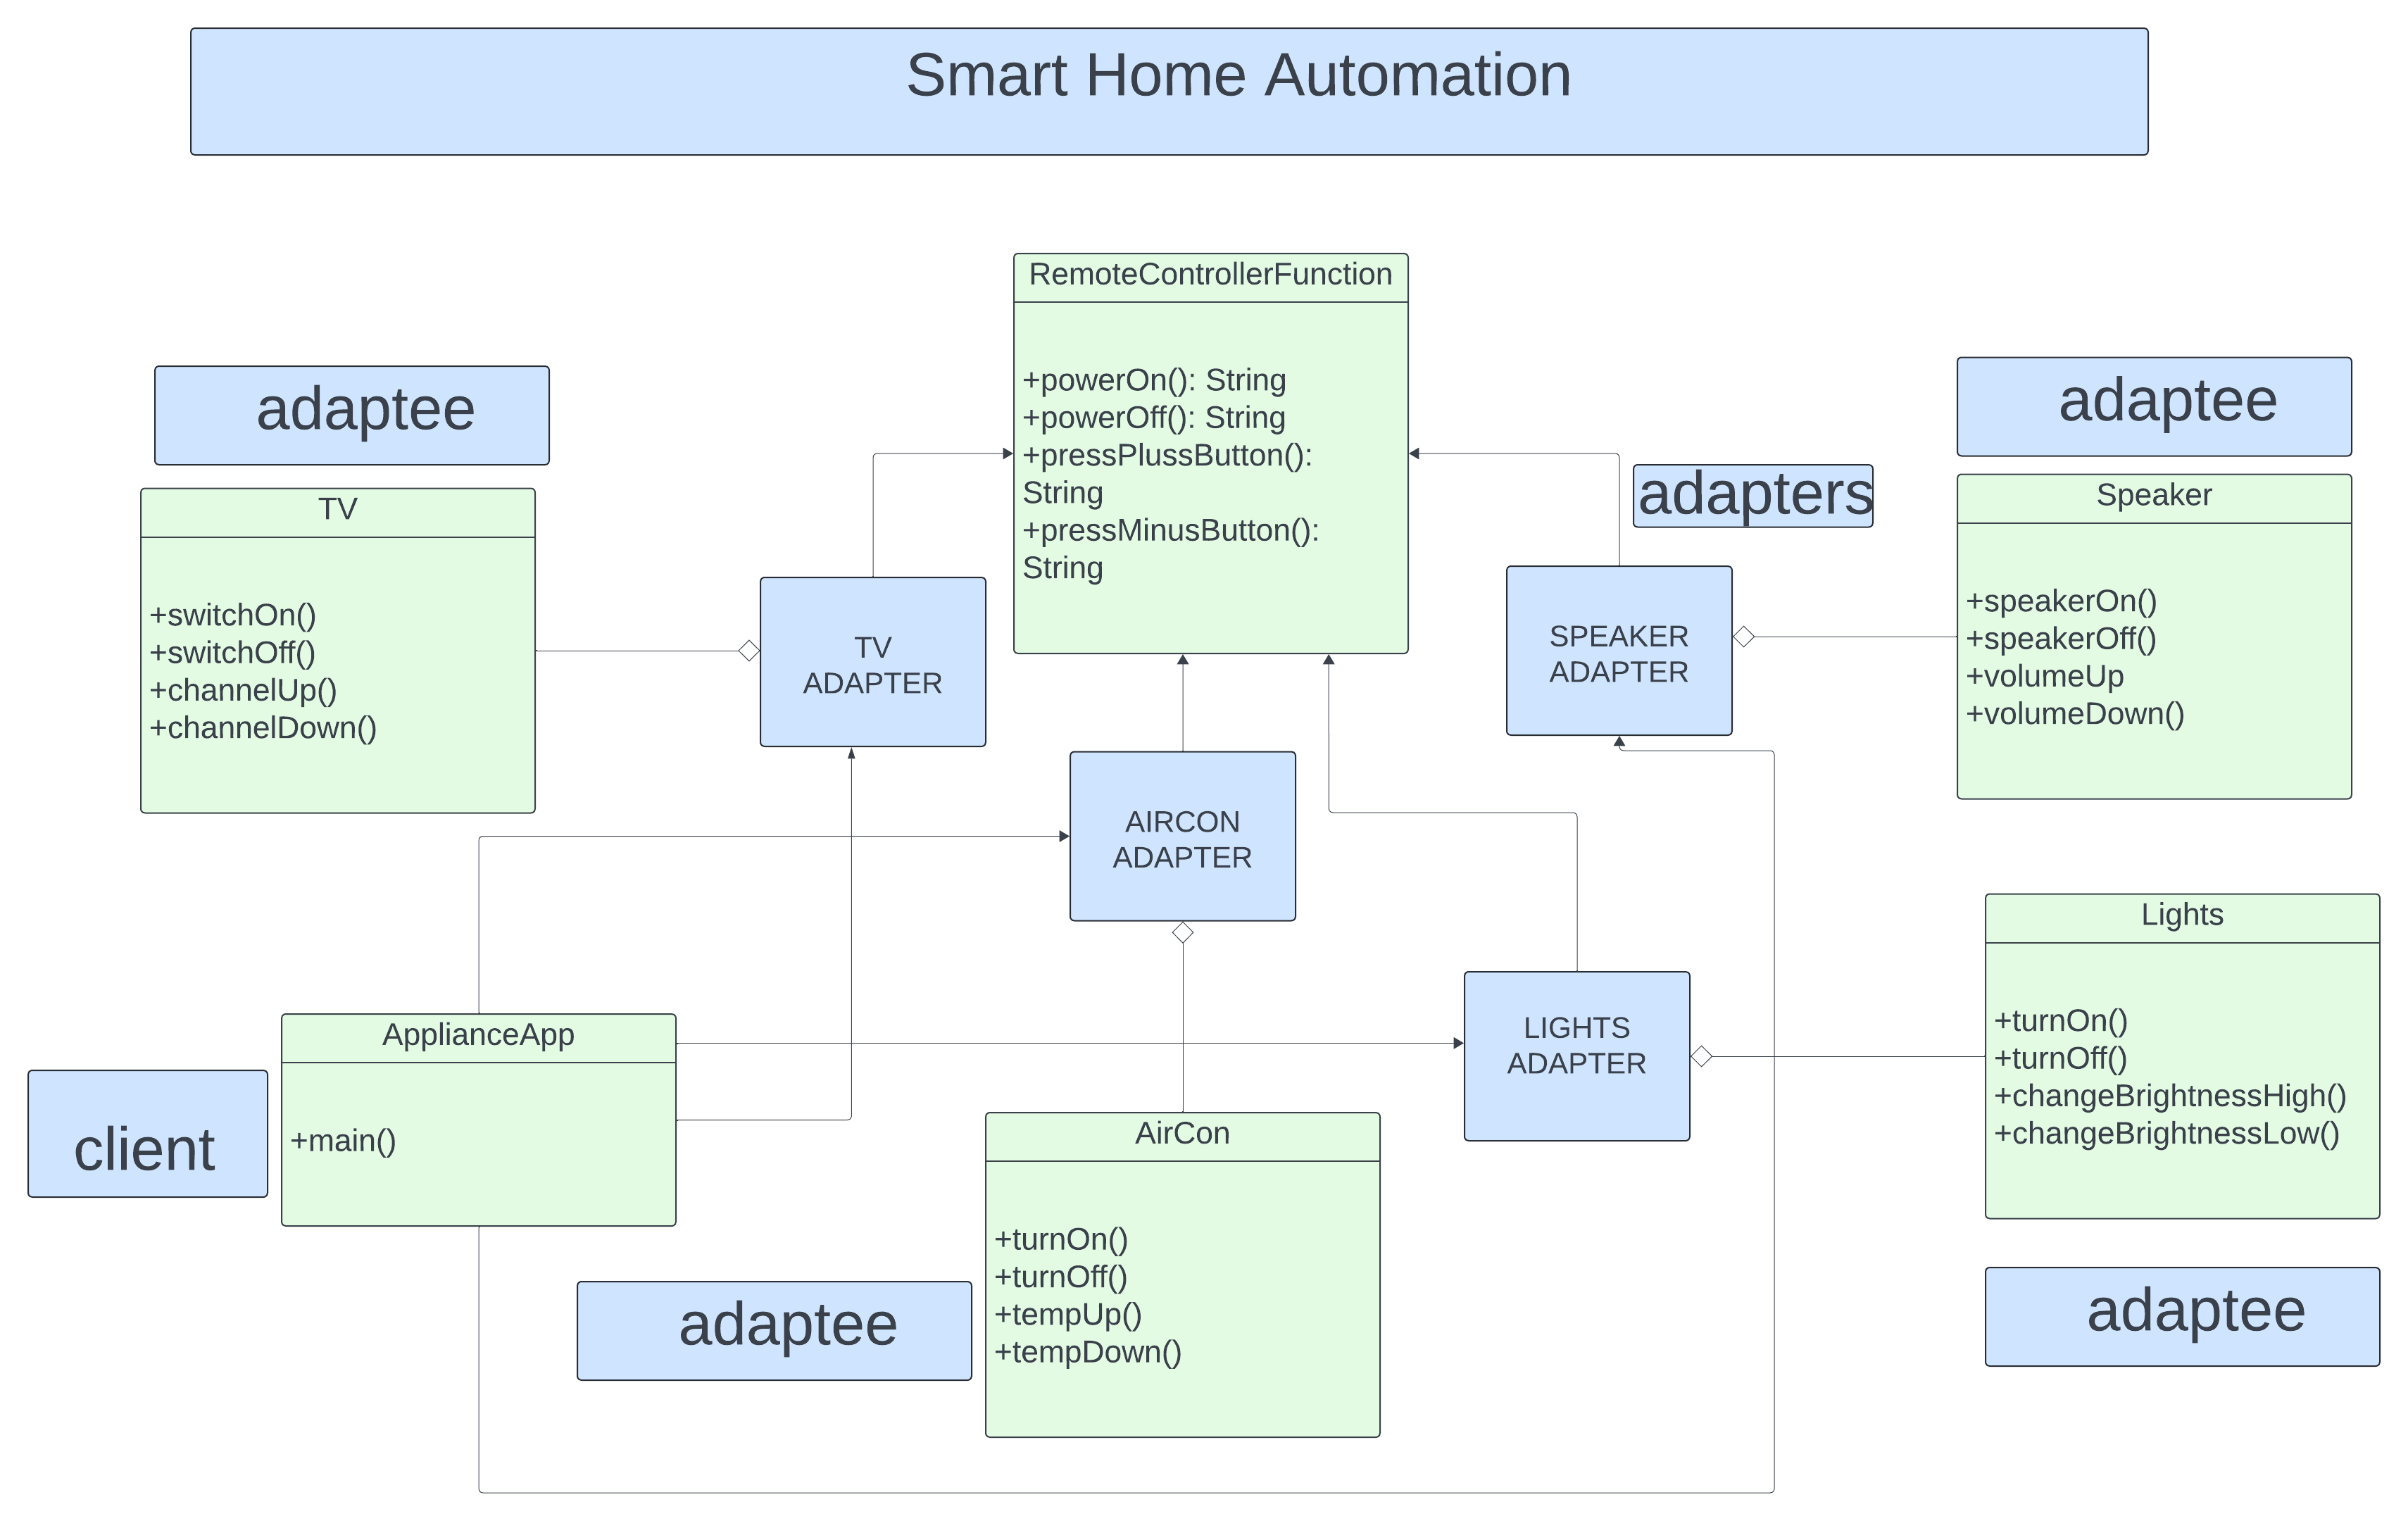 Smart Home Automation
RemoteControllerFunction
+powerOn(): String
+powerOff(): String
+pressPlussButton():
String
+pressMinusButton():
String
adaptee
TV
+switchOn()
+switchOff()
+channelUp()
+channelDown()
TV
ADAPTER
adapters
SPEAKER
ADAPTER
adaptee
Speaker
+speakerOn()
+speakerOff()
+volumeUp
+volumeDown()
AIRCON
ADAPTER
LIGHTS
ADAPTER
Lights
+turnOn()
+turnOff()
+changeBrightnessHigh()
+changeBrightnessLow()
adaptee
client
ApplianceApp
+main()
adaptee
AirCon
+turnOn()
+turnOff()
+tempUp()
+tempDown()